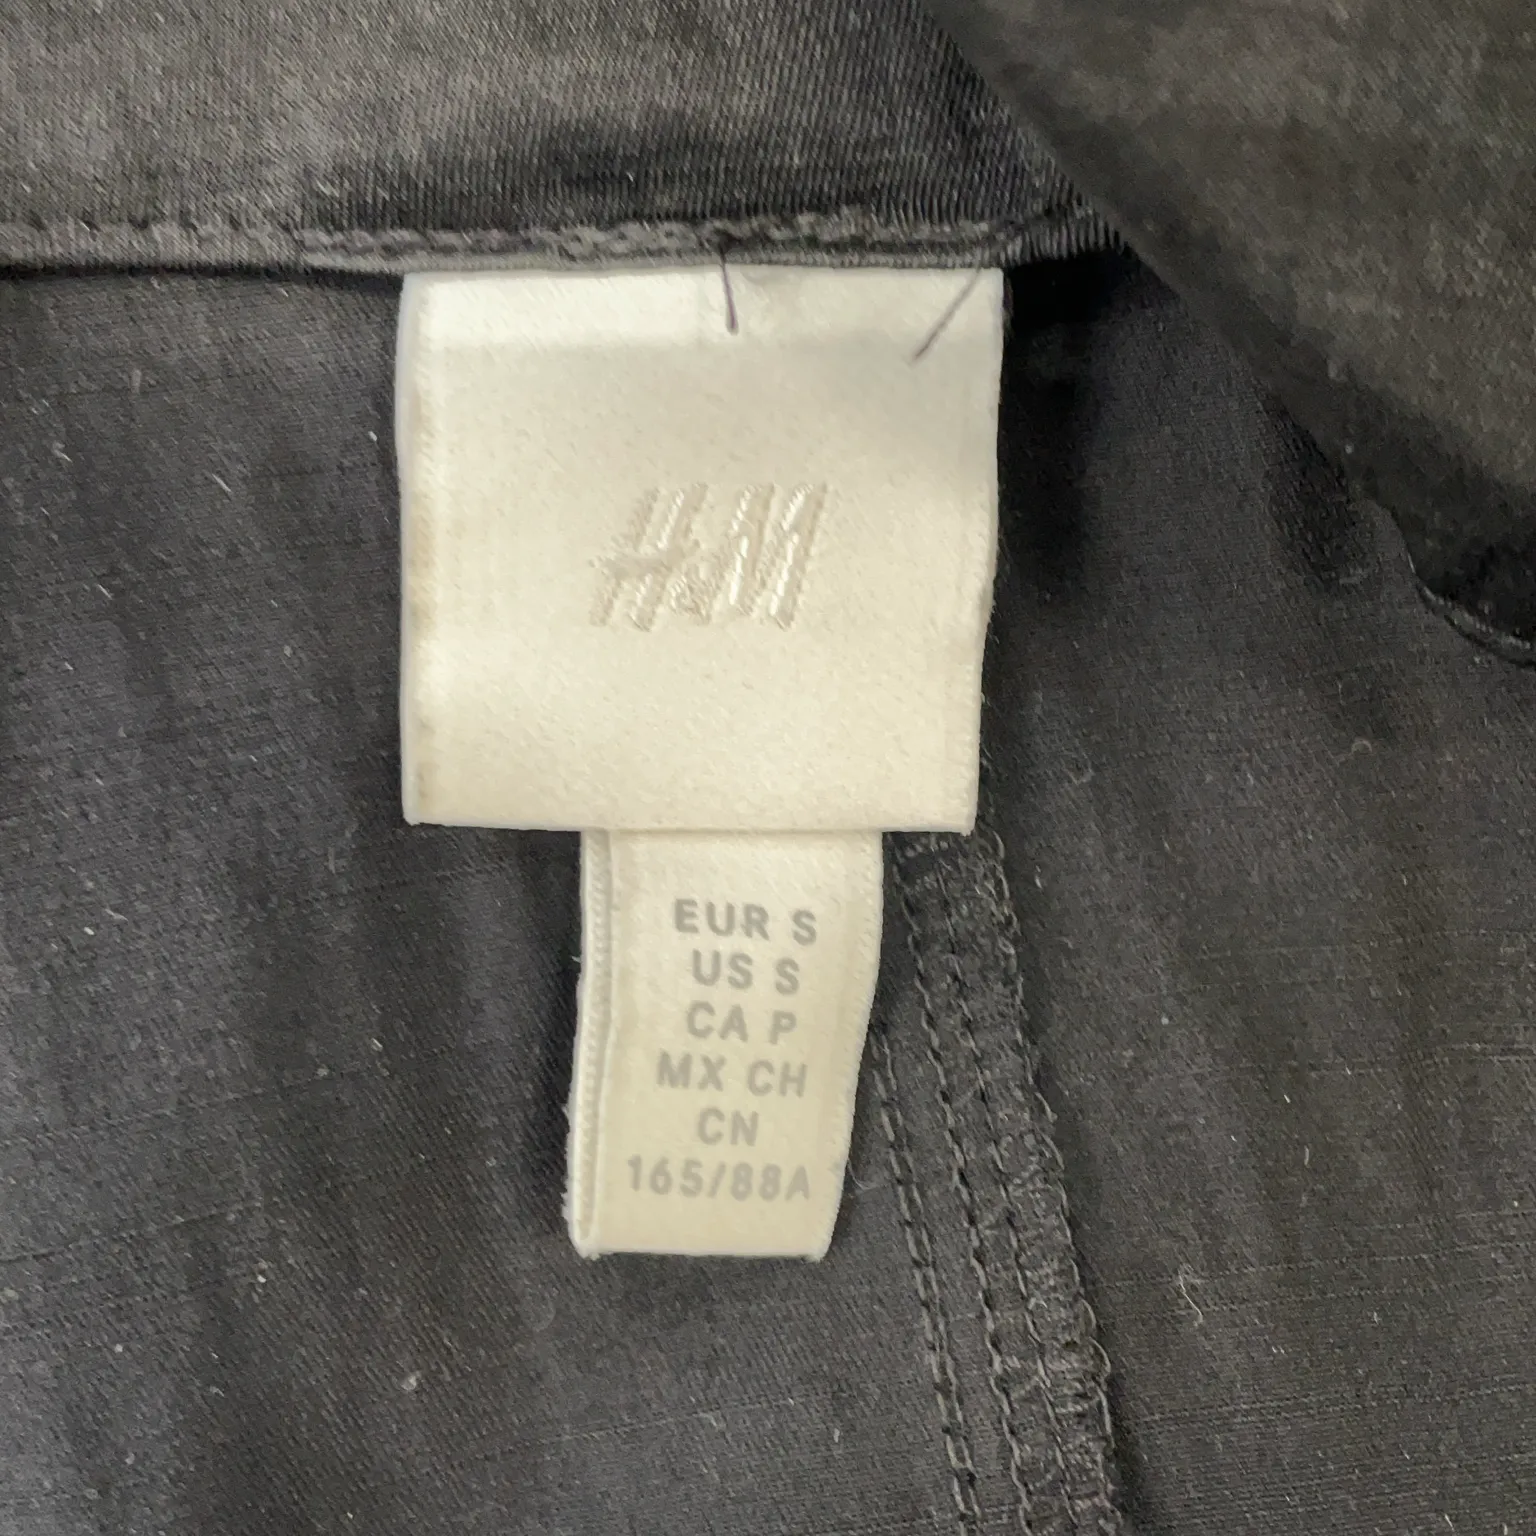 H&M
EUR S
US S
CA P
MX CH
CN
165/88A